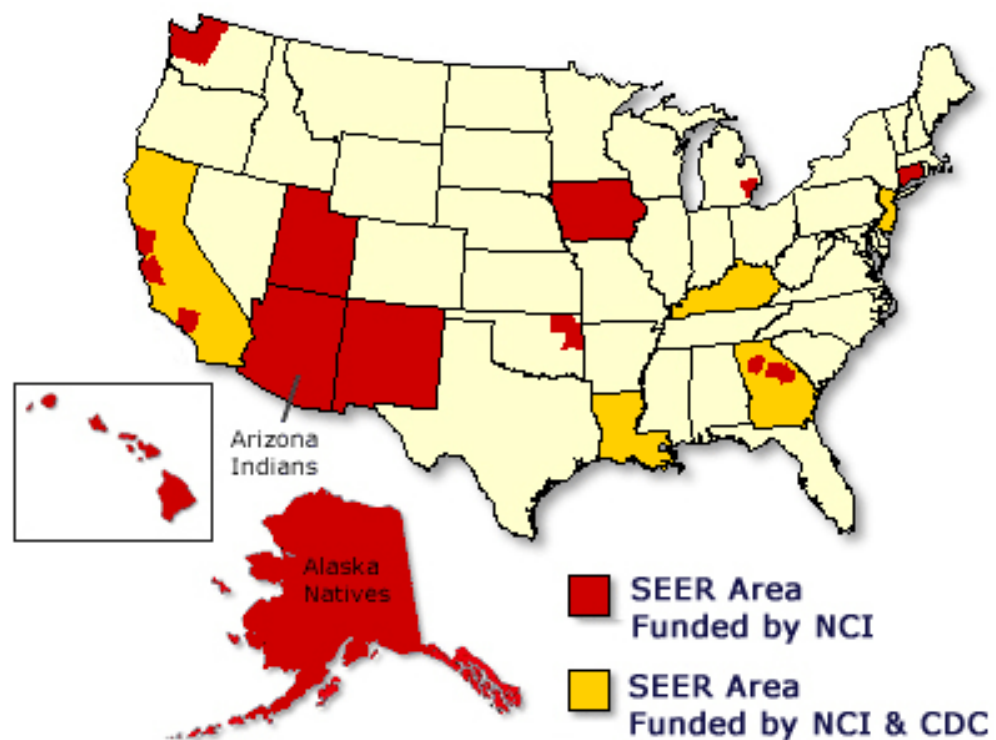 Arizona
Indians
Alaska
Natives
SEER Area
Funded by NCI
SEER Area
Funded by NCI & CDC